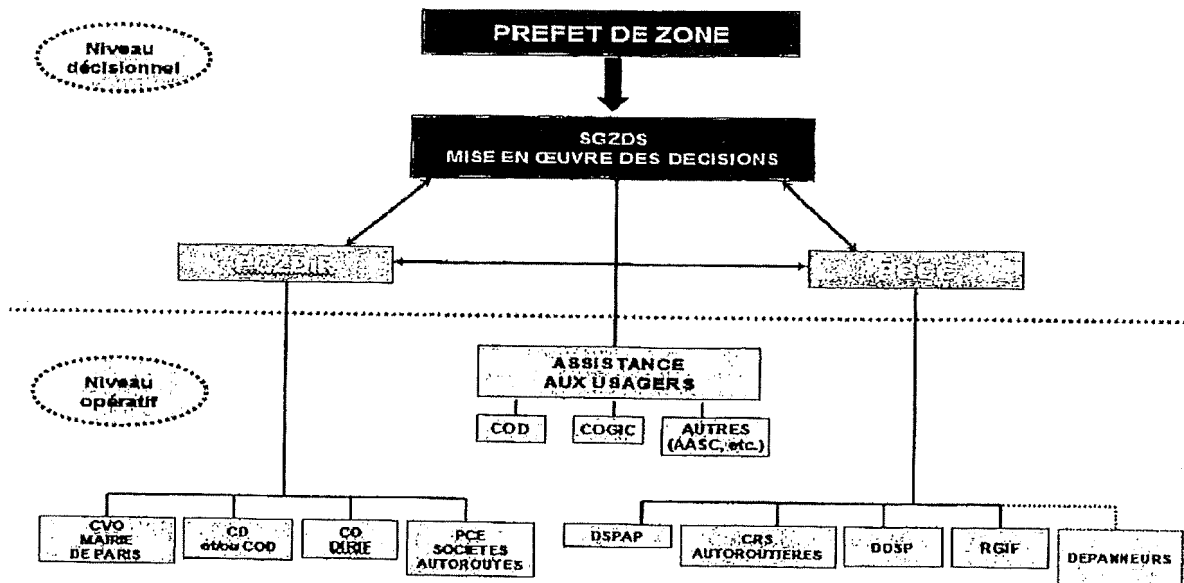 PREFET DE ZONE
Niveau
décisionnel
SGZDS
MISE EN ŒUVRE DES DECISIONS
ASSISTANCE
AUX USAGERS
Niveau
opératif
COD
COGIC
AUTRES
(AASC, etc.)
CVO
MAIRIE
DE PARIS
CD
et/ou COD
CO
PCE
SOCIETES
AUTOROUTES
DSPAP
CRS
AUTOROUTIERES
DDSP
RGIF
DEPANNEURS